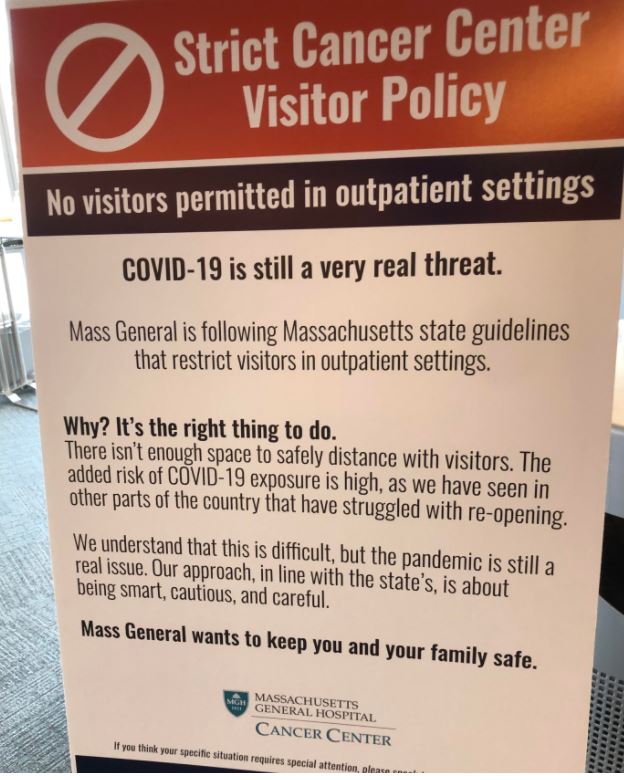 Strict Cancer Center
Visitor Policy
No visitors permitted in outpatient settings
COVID-19 is still a very real threat.
Mass General is following Massachusetts state guidelines
that restrict visitors in outpatient settings.
Why? It's the right thing to do.
There isn't enough space to safely distance with visitors. The
added risk of COVID-19 exposure is high, as we have seen in
other parts of the country that have struggled with re-opening.
We understand that this is difficult, but the pandemic is still a
real issue. Our approach, in line with the state's, is about
being smart, cautious, and careful.
Mass General wants to keep you and your family safe.
MGH
1811
MASSACHUSETTS
GENERAL HOSPITAL
CANCER CENTER
If you think your specific situation requires special attention, please